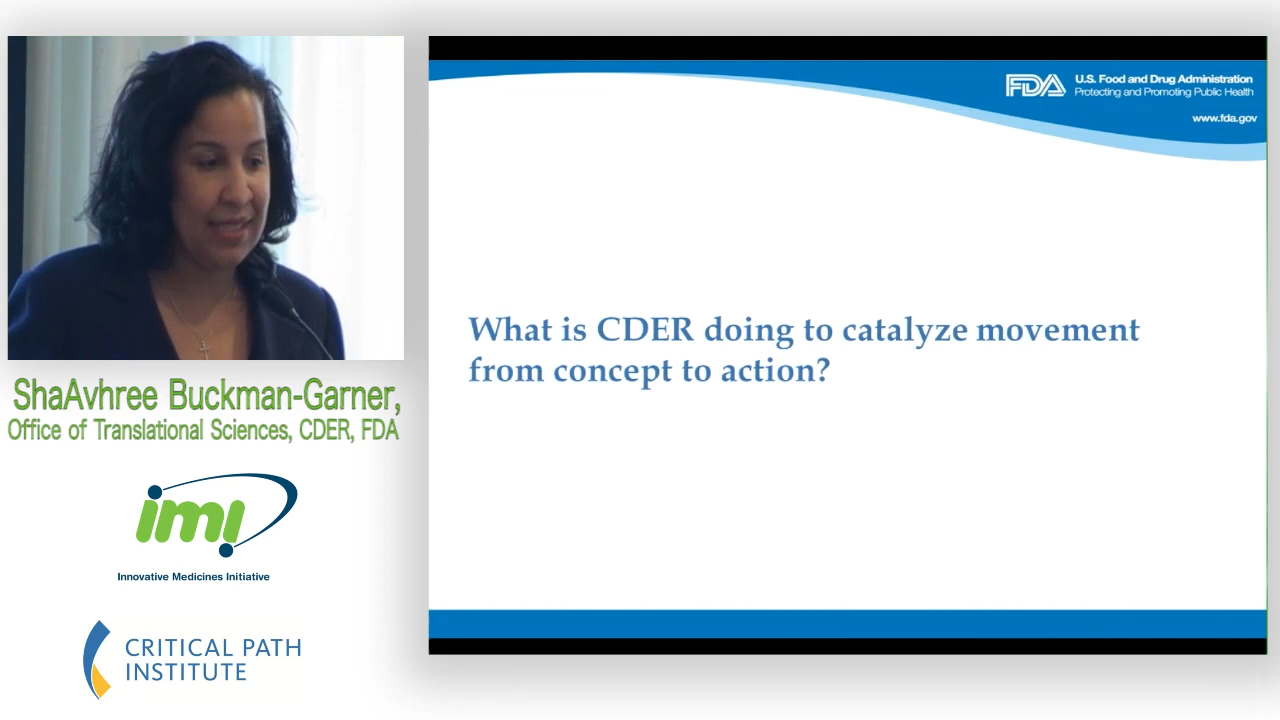 FDA U.S. Food and Drug Administration
Protecting and Promoting Public Health
www.fda.gov
What is CDER doing to catalyze movement
from concept to action?
ShaAvhree Buckman-Garner,
Office of Translational Sciences, CDER, FDA
imi
Innovative Medicines Initiative
CRITICAL PATH
INSTITUTE